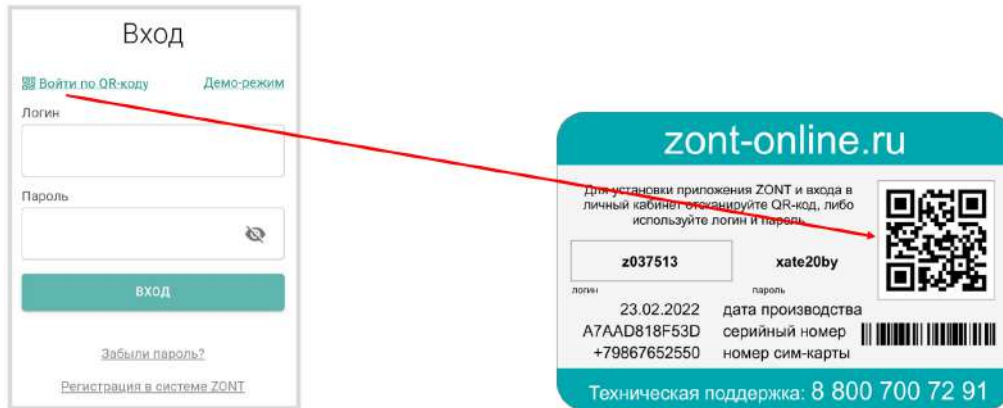 Вход
Войти по QR-коду
Демо-режим
Логин
Пароль
ВХОД
Забыли пароль?
Регистрация в системе ZONT
zont-online.ru
Для установки приложения ZONT и входа в
личный кабинет отсканируйте QR-код, либо
используйте логин и пароль
z037513
xate20by
логин
пароль
23.02.2022 дата производства
A7AAD818F53D серийный номер
+79867652550 номер сим-карты
Техническая поддержка: 8 800 700 72 91